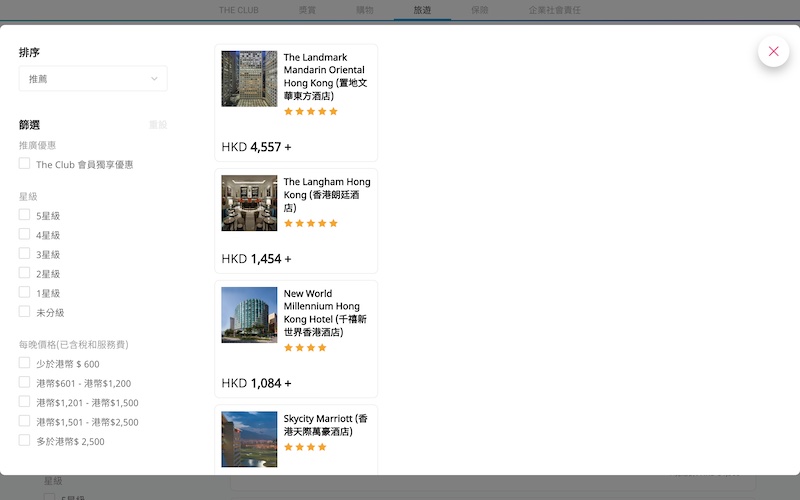 THE CLUB
獎賞
購物
旅遊
保險
企業社會責任
排序
推薦
篩選
重設
推廣優惠
The Club 會員獨享優惠
星級
5星級
4星級
3星級
2星級
1星級
未分級
每晚價格(已含稅和服務費)
少於港幣 $ 600
港幣$601 - 港幣$1,200
港幣$1,201 - 港幣$1,500
港幣$1,501 - 港幣$2,500
多於港幣$ 2,500
The Landmark
Mandarin Oriental
Hong Kong (置地文
華東方酒店)
HKD 4,557 +
The Langham Hong
Kong (香港朗廷酒
店)
HKD 1,454 +
New World
Millennium Hong
Kong Hotel (千禧新
世界香港酒店)
HKD 1,084 +
Skycity Marriott (香
港天際萬豪酒店)
星級